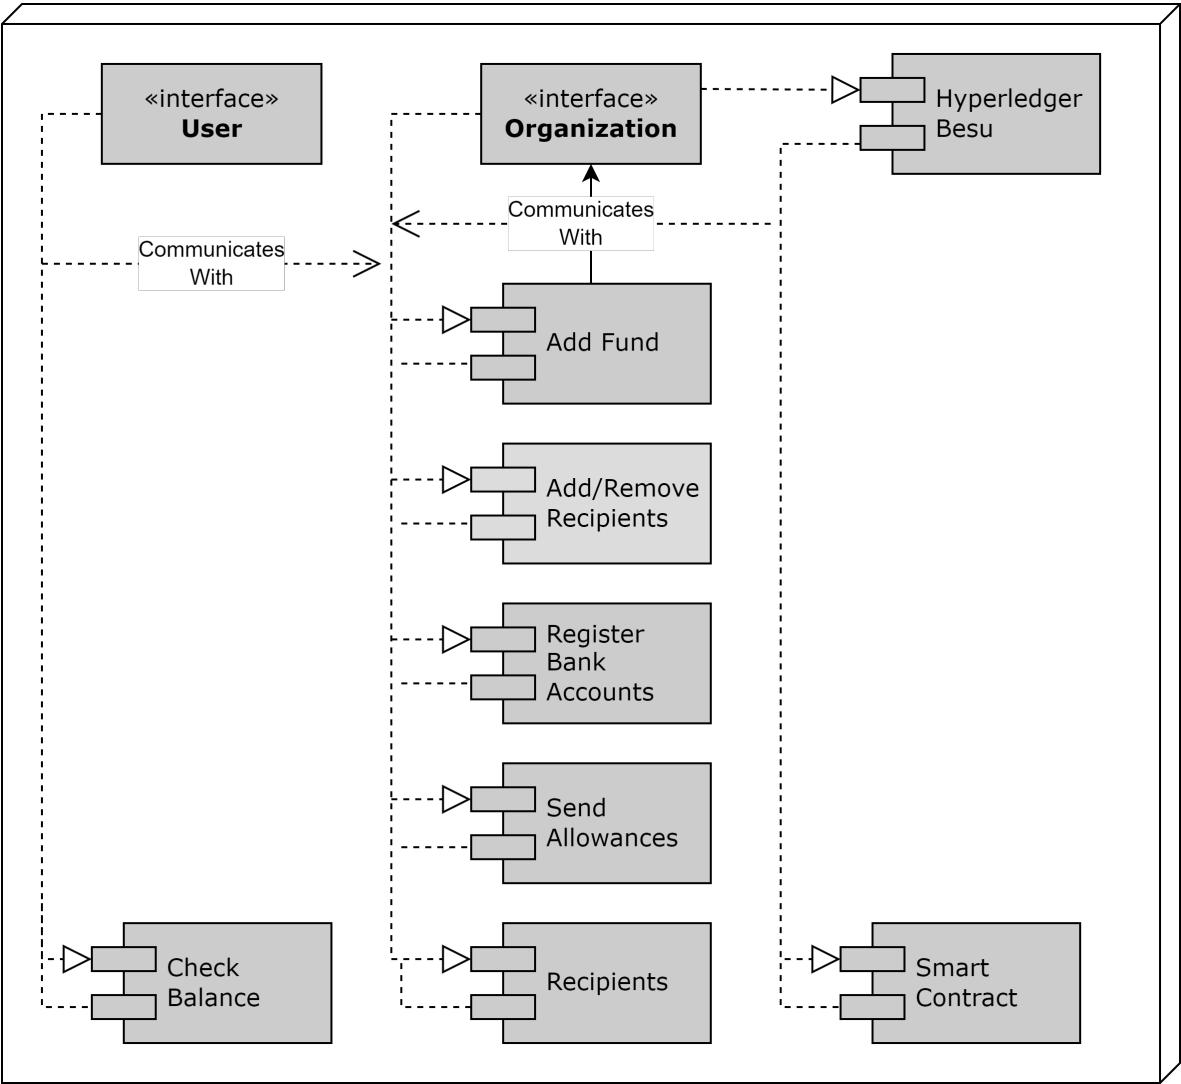 «interface»
User
«interface»
Organization
Hyperledger
Besu
Communicates
With
Communicates
With
Add Fund
Add/Remove
Recipients
Register
Bank
Accounts
Send
Allowances
Check
Balance
Recipients
Smart
Contract